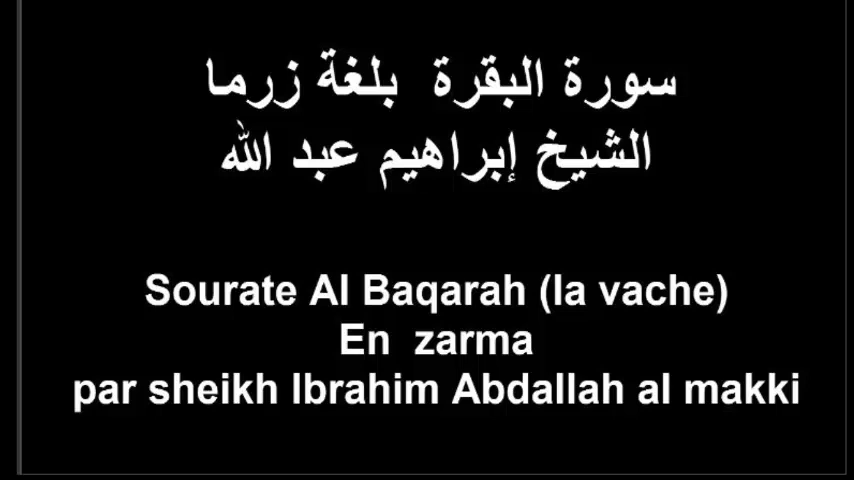 سورة البقرة بلغة زرما
الشيخ إبراهيم عبد الله
Sourate Al Baqarah (la vache)
En zarma
par sheikh Ibrahim Abdallah al makki